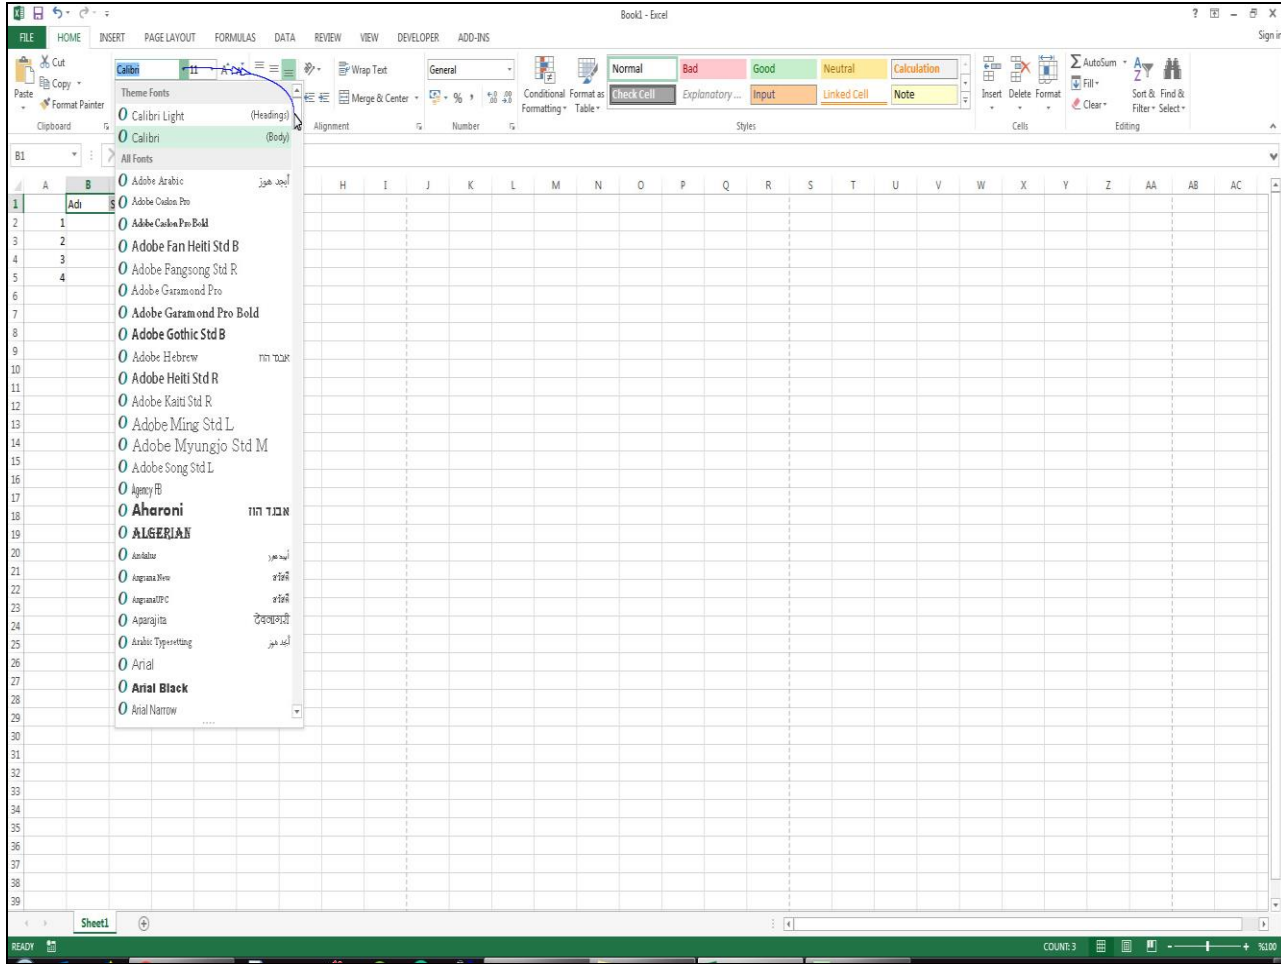 Book1 - Excel
FILE HOME INSERT PAGE LAYOUT FORMULAS DATA REVIEW VIEW DEVELOPER ADD-INS Sign in
Paste
Cut
Copy
Format Painter
Clipboard
Calibri 11
Wrap Text
Merge & Center
Alignment
General
%
Number
Conditional Formatting
Format as Table
Normal Bad Good Neutral Calculation
Check Cell Explanatory ... Input Linked Cell Note
Styles
Insert Delete Format
Cells
AutoSum
Fill
Clear
Sort & Filter
Find & Select
Editing
B1
Theme Fonts
Calibri Light (Headings)
Calibri (Body)
All Fonts
Adobe Arabic أبجد هوز
Adobe Caslon Pro
Adobe Caslon Pro Bold
Adobe Fan Heiti Std B
Adobe Fangsong Std R
Adobe Garamond Pro
Adobe Garamond Pro Bold
Adobe Gothic Std B
Adobe Hebrew אבגד הוז
Adobe Heiti Std R
Adobe Kaiti Std R
Adobe Ming Std L
Adobe Myungjo Std M
Adobe Song Std L
Agency FB
Aharoni אבגד הוז
ALGERIAN
Andalus أبجد هوز
Angsana New
AngsanaUPC
Aparajita देवनागरी
Arabic Typesetting أبجد هوز
Arial
Arial Black
Arial Narrow
A B H I J K L M N O P Q R S T U V W X Y Z AA AB AC
1 Adı S
2 1
3 2
4 3
5 4
6
7
8
9
10
11
12
13
14
15
16
17
18
19
20
21
22
23
24
25
26
27
28
29
30
31
32
33
34
35
36
37
38
39
Sheet1
READY COUNT: 3 %100